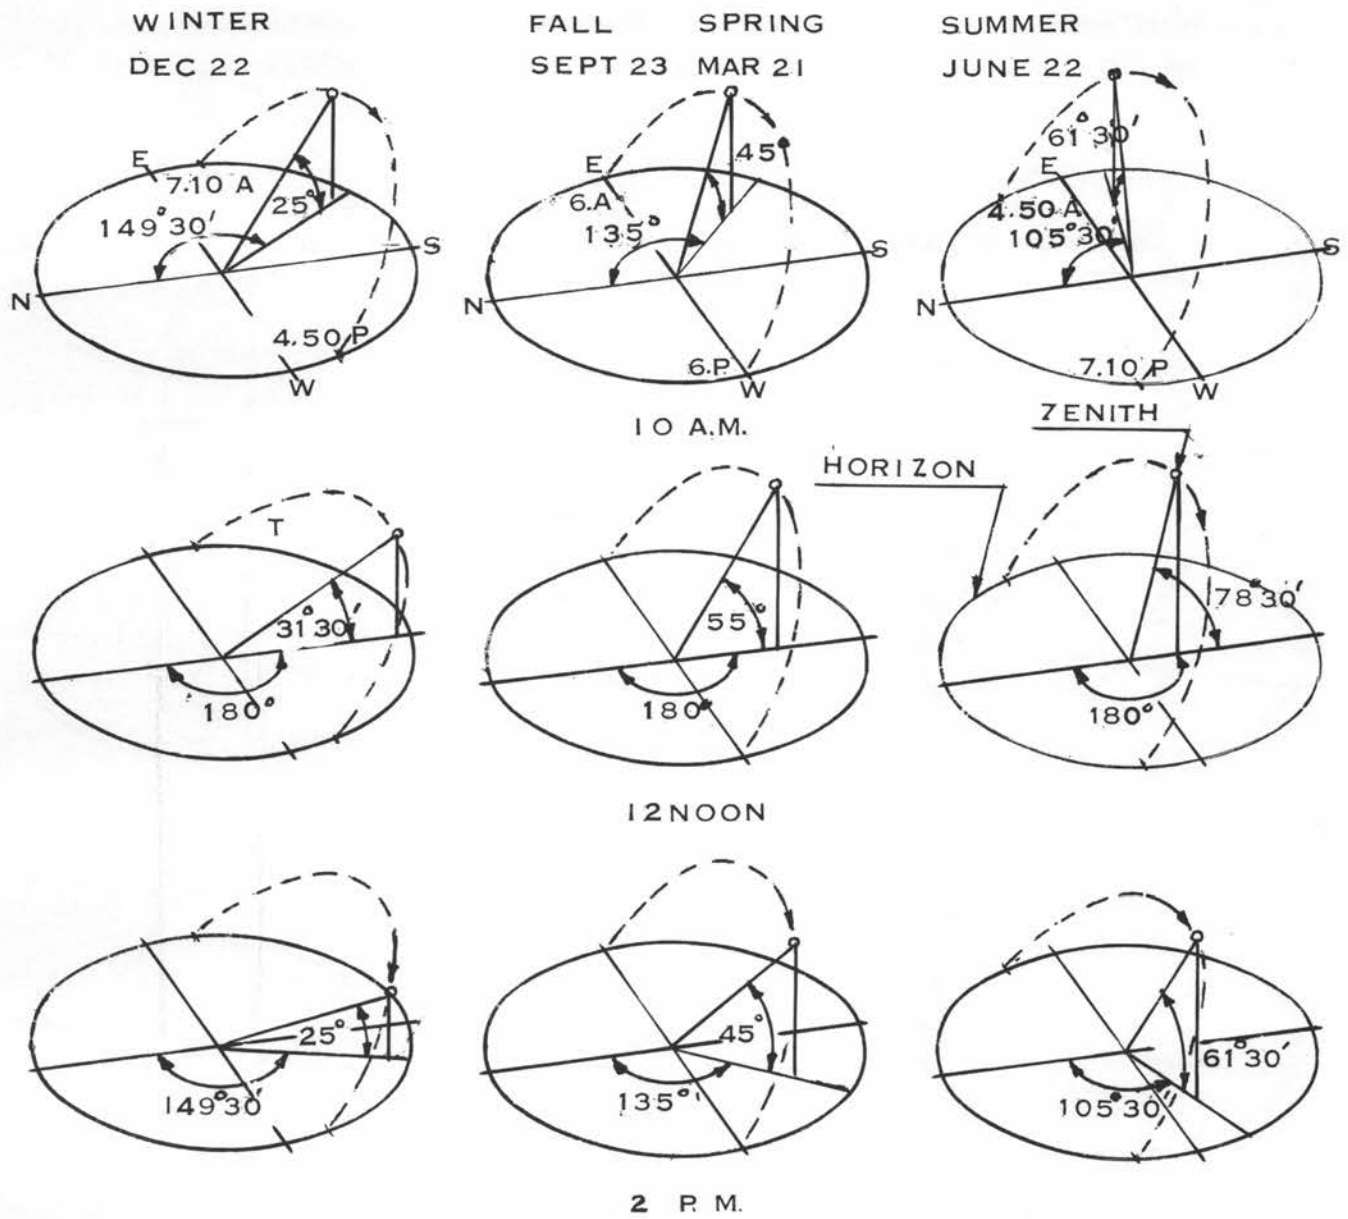 WINTER
DEC 22
FALL SPRING
SEPT 23 MAR 21
SUMMER
JUNE 22
E
7.10 A
149°30'
25°
S
N
4.50 P
W
E
6.A
135°
45°
S
N
6.P.
W
61°30'
E
4.50 A
105°30'
S
N
7.10 P
W
10 A.M.
ZENITH
HORIZON
T
31°30'
180°
55°
180°
78°30'
180°
12 NOON
25°
149°30'
45°
135°'
61°30'
105°30'
2 P. M.